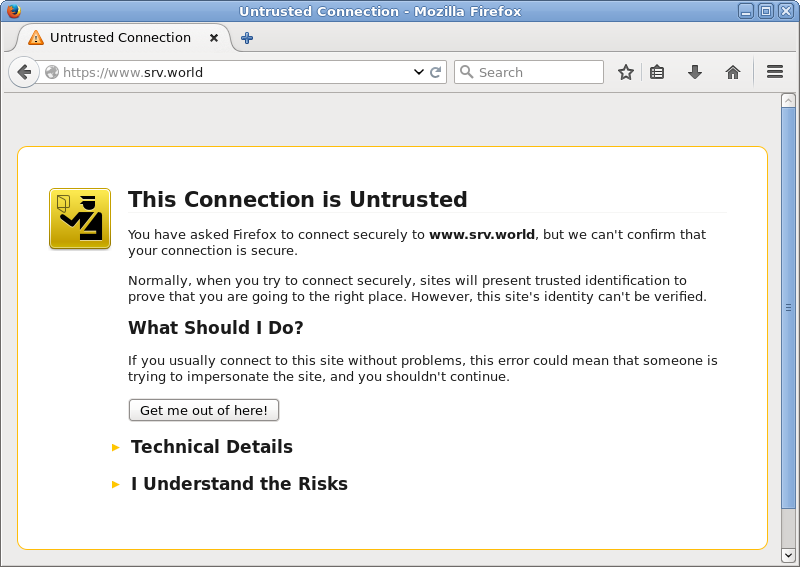 Untrusted Connection - Mozilla Firefox
Untrusted Connection
https://www.srv.world
Search
This Connection is Untrusted
You have asked Firefox to connect securely to www.srv.world, but we can't confirm that
your connection is secure.
Normally, when you try to connect securely, sites will present trusted identification to
prove that you are going to the right place. However, this site's identity can't be verified.
What Should I Do?
If you usually connect to this site without problems, this error could mean that someone is
trying to impersonate the site, and you shouldn't continue.
Get me out of here!
Technical Details
I Understand the Risks